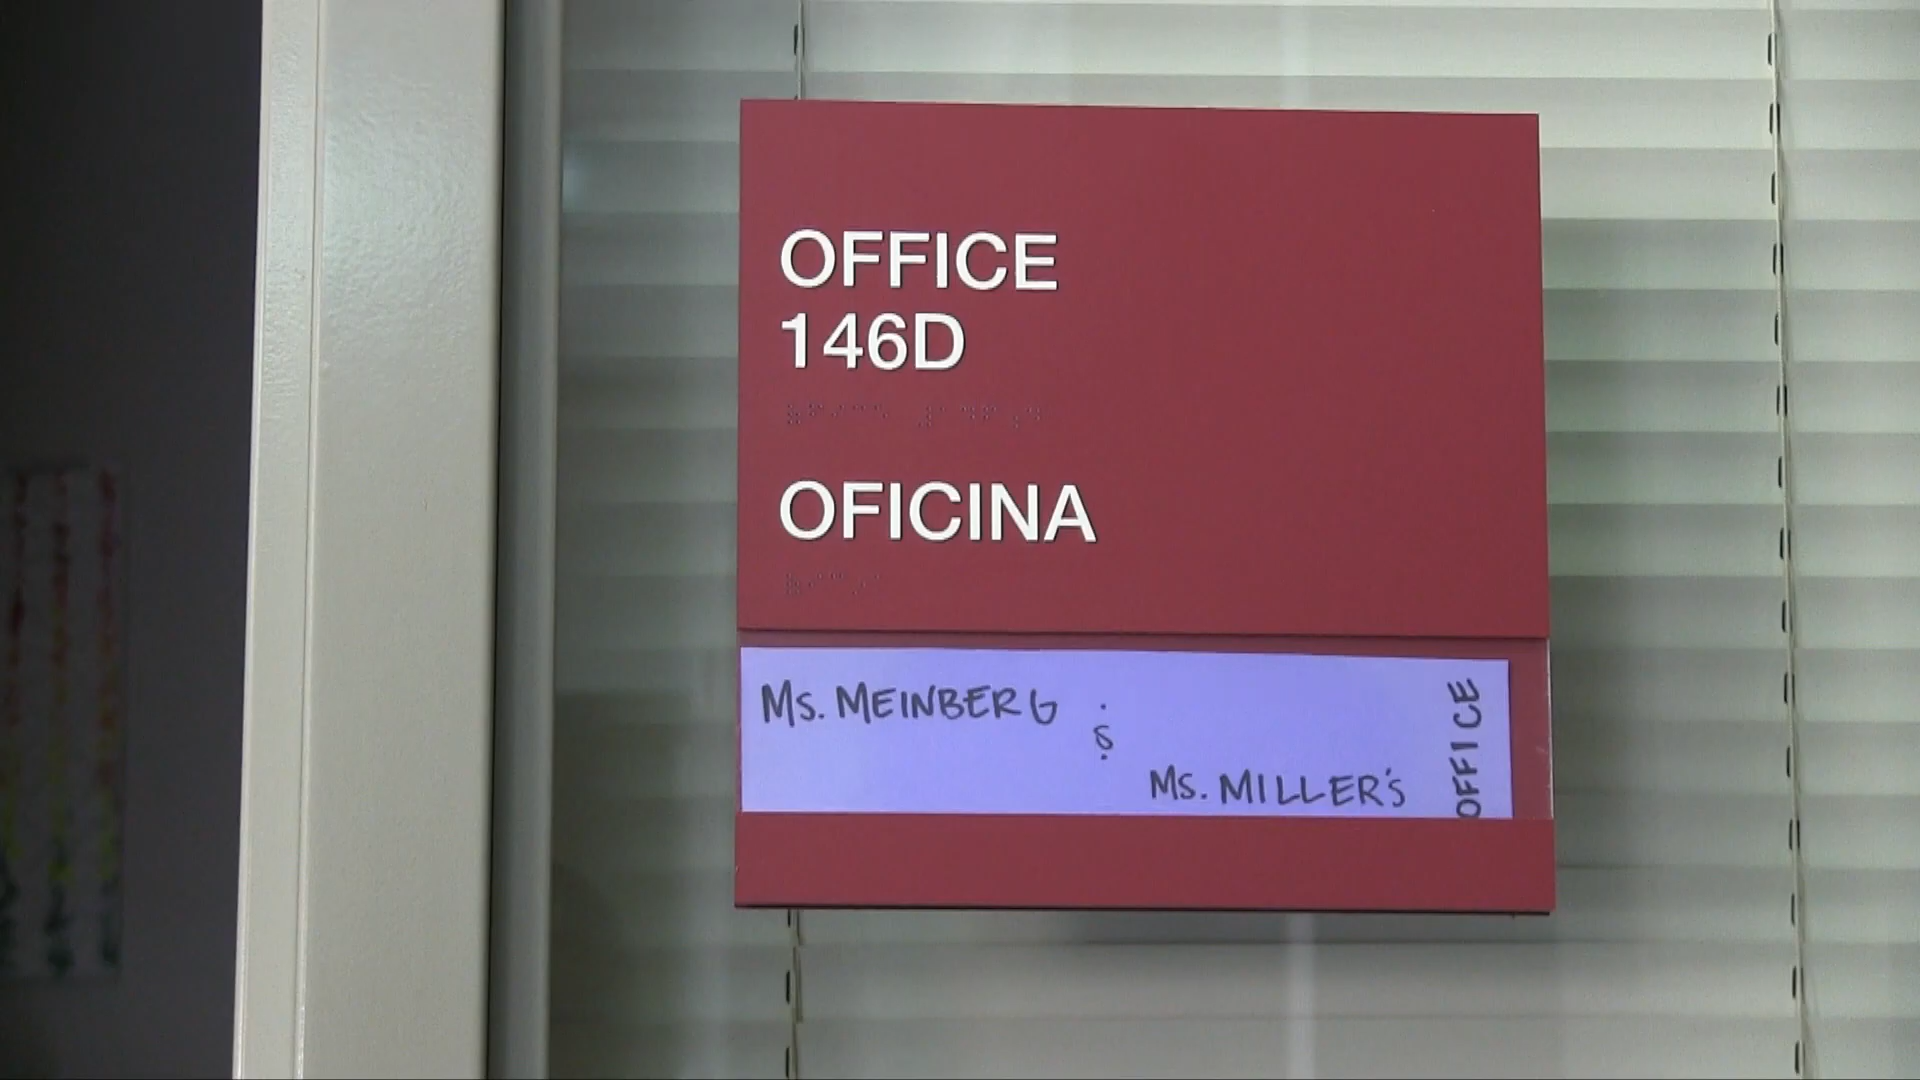 OFFICE
146D
OFICINA
Ms. MEINBERG
&
Ms. MILLER's
OFFICE